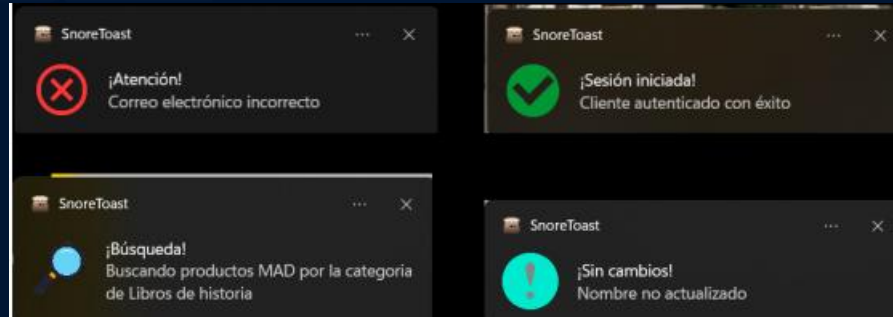 SnoreToast
¡Atención!
Correo electrónico incorrecto
SnoreToast
¡Sesión iniciada!
Cliente autenticado con éxito
SnoreToast
¡Búsqueda!
Buscando productos MAD por la categoria
de Libros de historia
SnoreToast
¡Sin cambios!
Nombre no actualizado